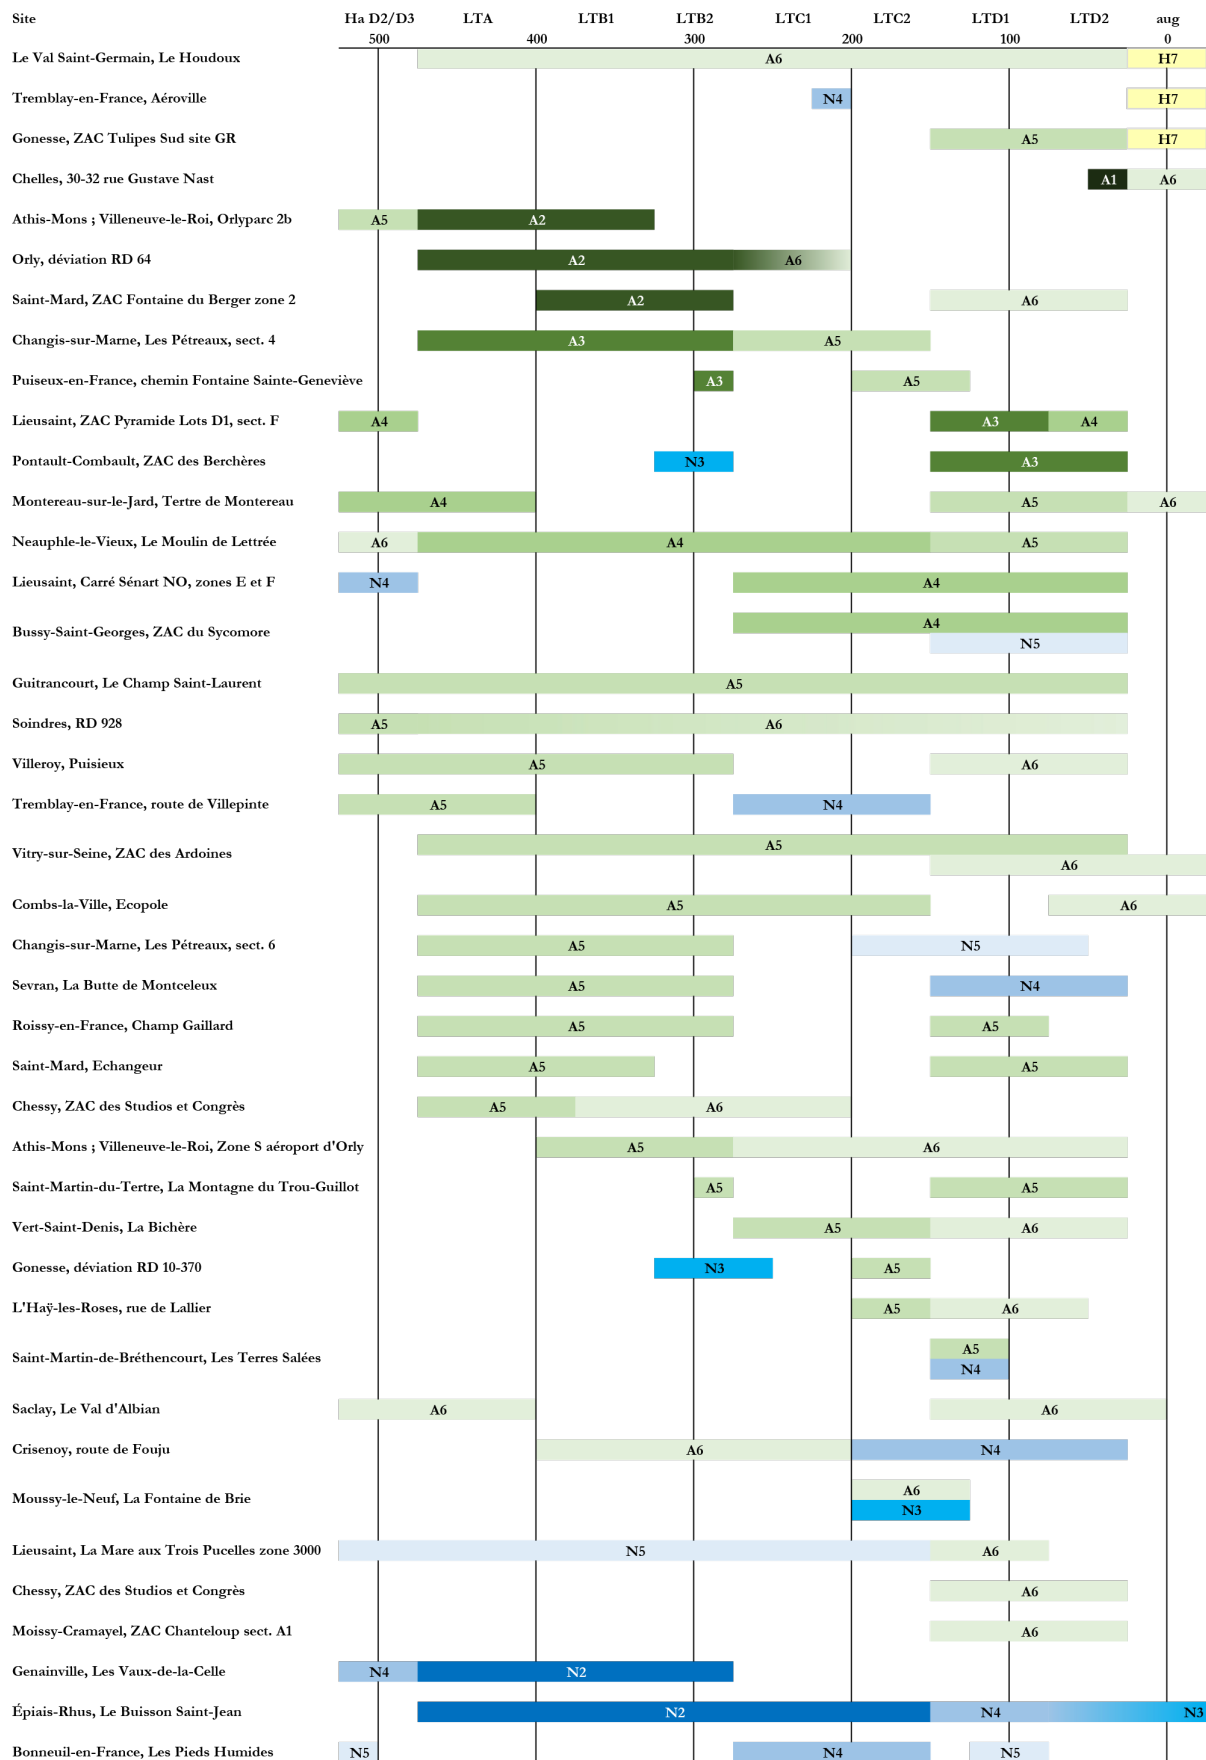 Site Ha D2/D3 LTA LTB1 LTB2 LTC1 LTC2 LTD1 LTD2 aug
500 400 300 200 100 0
Le Val Saint-Germain, Le Houdoux A6 H7
Tremblay-en-France, Aéroville N4 H7
Gonesse, ZAC Tulipes Sud site GR A5 H7
Chelles, 30-32 rue Gustave Nast A1 A6
Athis-Mons ; Villeneuve-le-Roi, Orlyparc 2b A5 A2
Orly, déviation RD 64 A2 A6
Saint-Mard, ZAC Fontaine du Berger zone 2 A2 A6
Changis-sur-Marne, Les Pétreaux, sect. 4 A3 A5
Puiseux-en-France, chemin Fontaine Sainte-Geneviève A3 A5
Lieusaint, ZAC Pyramide Lots D1, sect. F A4 A3 A4
Pontault-Combault, ZAC des Berchères N3 A3
Montereau-sur-le-Jard, Tertre de Montereau A4 A5 A6
Neauphle-le-Vieux, Le Moulin de Lettrée A6 A4 A5
Lieusaint, Carré Sénart NO, zones E et F N4 A4
Bussy-Saint-Georges, ZAC du Sycomore A4
N5
Guitrancourt, Le Champ Saint-Laurent A5
Soindres, RD 928 A5 A6
Villeroy, Puisieux A5 A6
Tremblay-en-France, route de Villepinte A5 N4
Vitry-sur-Seine, ZAC des Ardoines A5
A6
Combs-la-Ville, Ecopole A5 A6
Changis-sur-Marne, Les Pétreaux, sect. 6 A5 N5
Sevran, La Butte de Montceleux A5 N4
Roissy-en-France, Champ Gaillard A5 A5
Saint-Mard, Echangeur A5 A5
Chessy, ZAC des Studios et Congrès A5 A6
Athis-Mons ; Villeneuve-le-Roi, Zone S aéroport d'Orly A5 A6
Saint-Martin-du-Tertre, La Montagne du Trou-Guillot A5 A5
Vert-Saint-Denis, La Bichère A5 A6
Gonesse, déviation RD 10-370 N3 A5
L'Haÿ-les-Roses, rue de Lallier A5 A6
Saint-Martin-de-Bréthencourt, Les Terres Salées A5
N4
Saclay, Le Val d'Albian A6 A6
Crisenoy, route de Fouju A6 N4
Moussy-le-Neuf, La Fontaine de Brie A6
N3
Lieusaint, La Mare aux Trois Pucelles zone 3000 N5 A6
Chessy, ZAC des Studios et Congrès A6
Moissy-Cramayel, ZAC Chanteloup sect. A1 A6
Genainville, Les Vaux-de-la-Celle N4 N2
Épiais-Rhus, Le Buisson Saint-Jean N2 N4 N3
Bonneuil-en-France, Les Pieds Humides N5 N4 N5